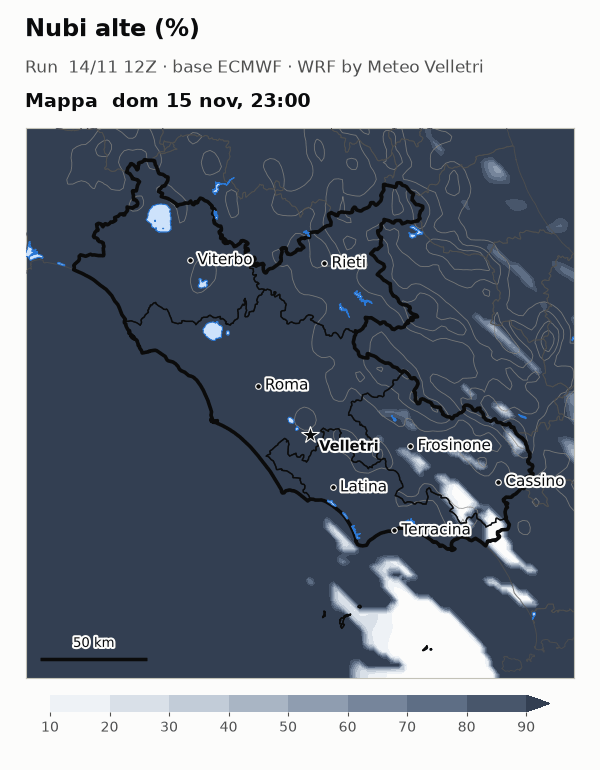 Nubi alte (%)
Run 14/11 12Z · base ECMWF · WRF by Meteo Velletri
Mappa dom 15 nov, 23:00
Viterbo
Rieti
Roma
Velletri
Frosinone
Cassino
Latina
Terracina
50 km
10 20 30 40 50 60 70 80 90